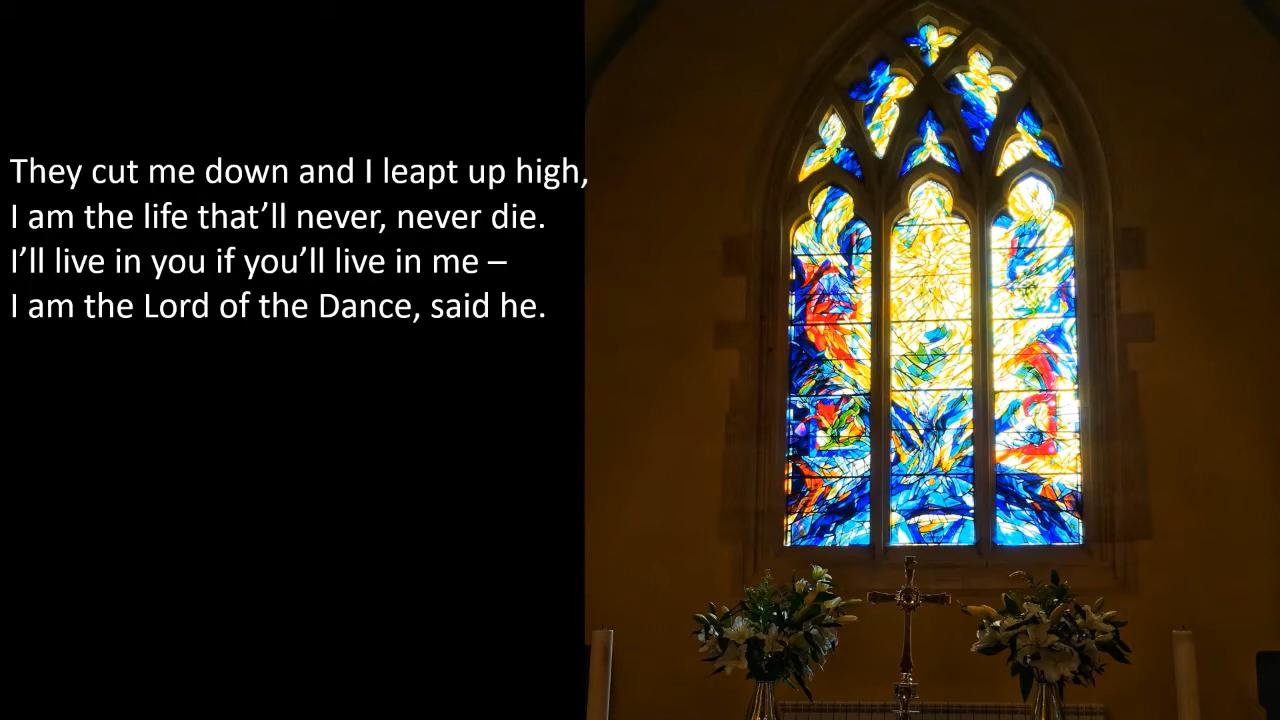 They cut me down and I leapt up high,
I am the life that’ll never, never die.
I’ll live in you if you’ll live in me –
I am the Lord of the Dance, said he.